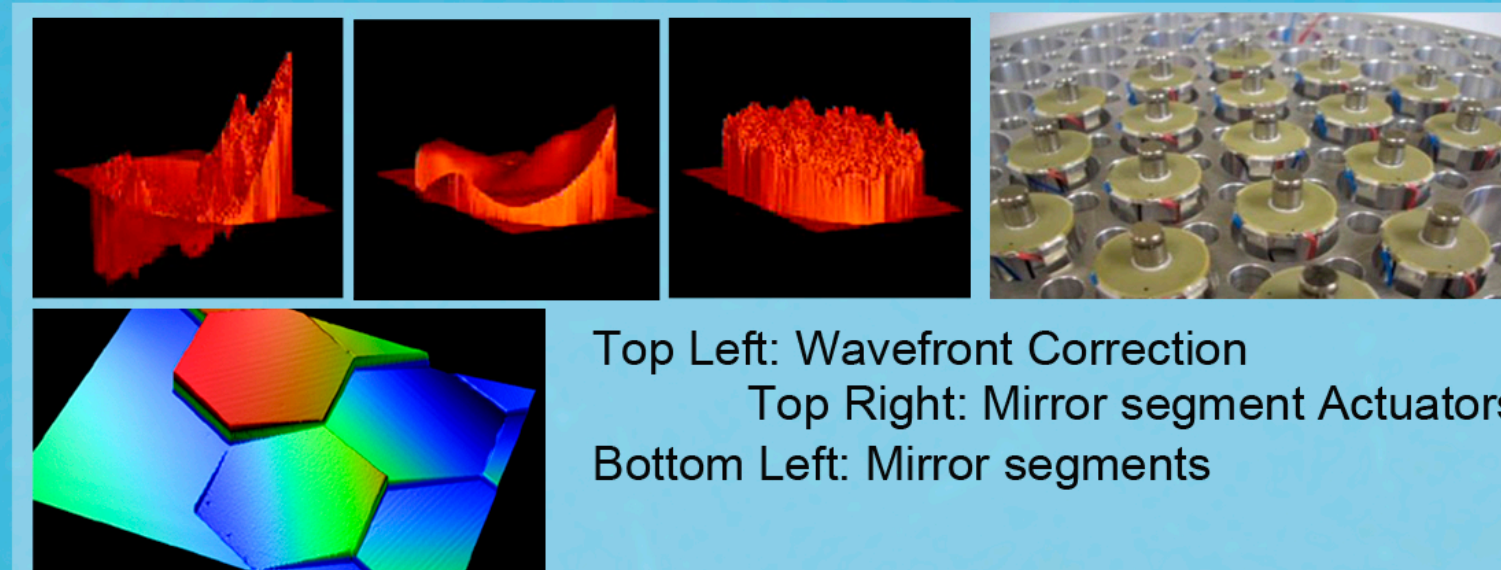 Top Left: Wavefront Correction
Top Right: Mirror segment Actuators
Bottom Left: Mirror segments